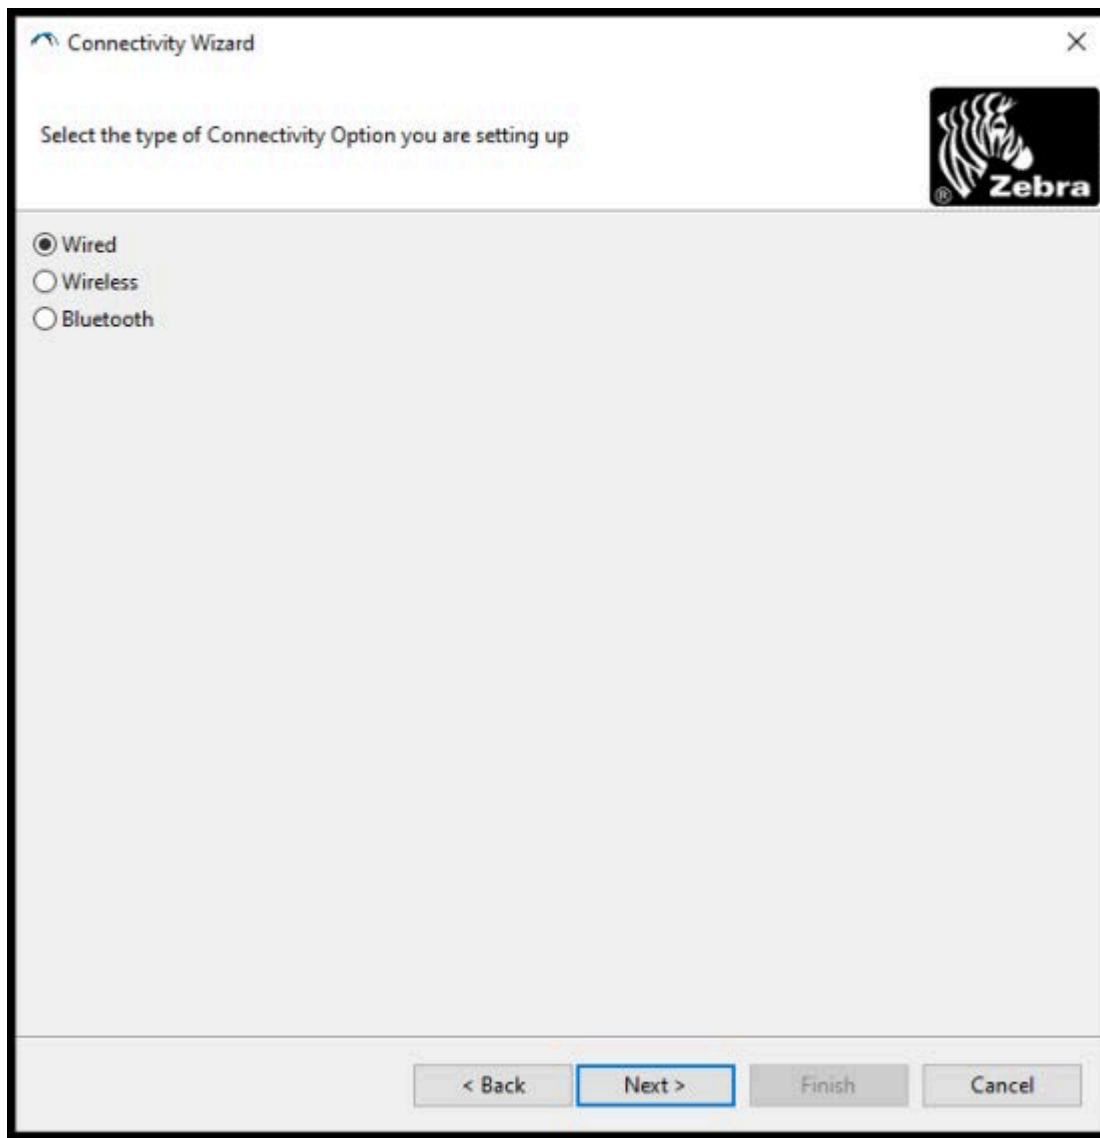 Connectivity Wizard
Select the type of Connectivity Option you are setting up
® Zebra
Wired
Wireless
Bluetooth
< Back Next > Finish Cancel